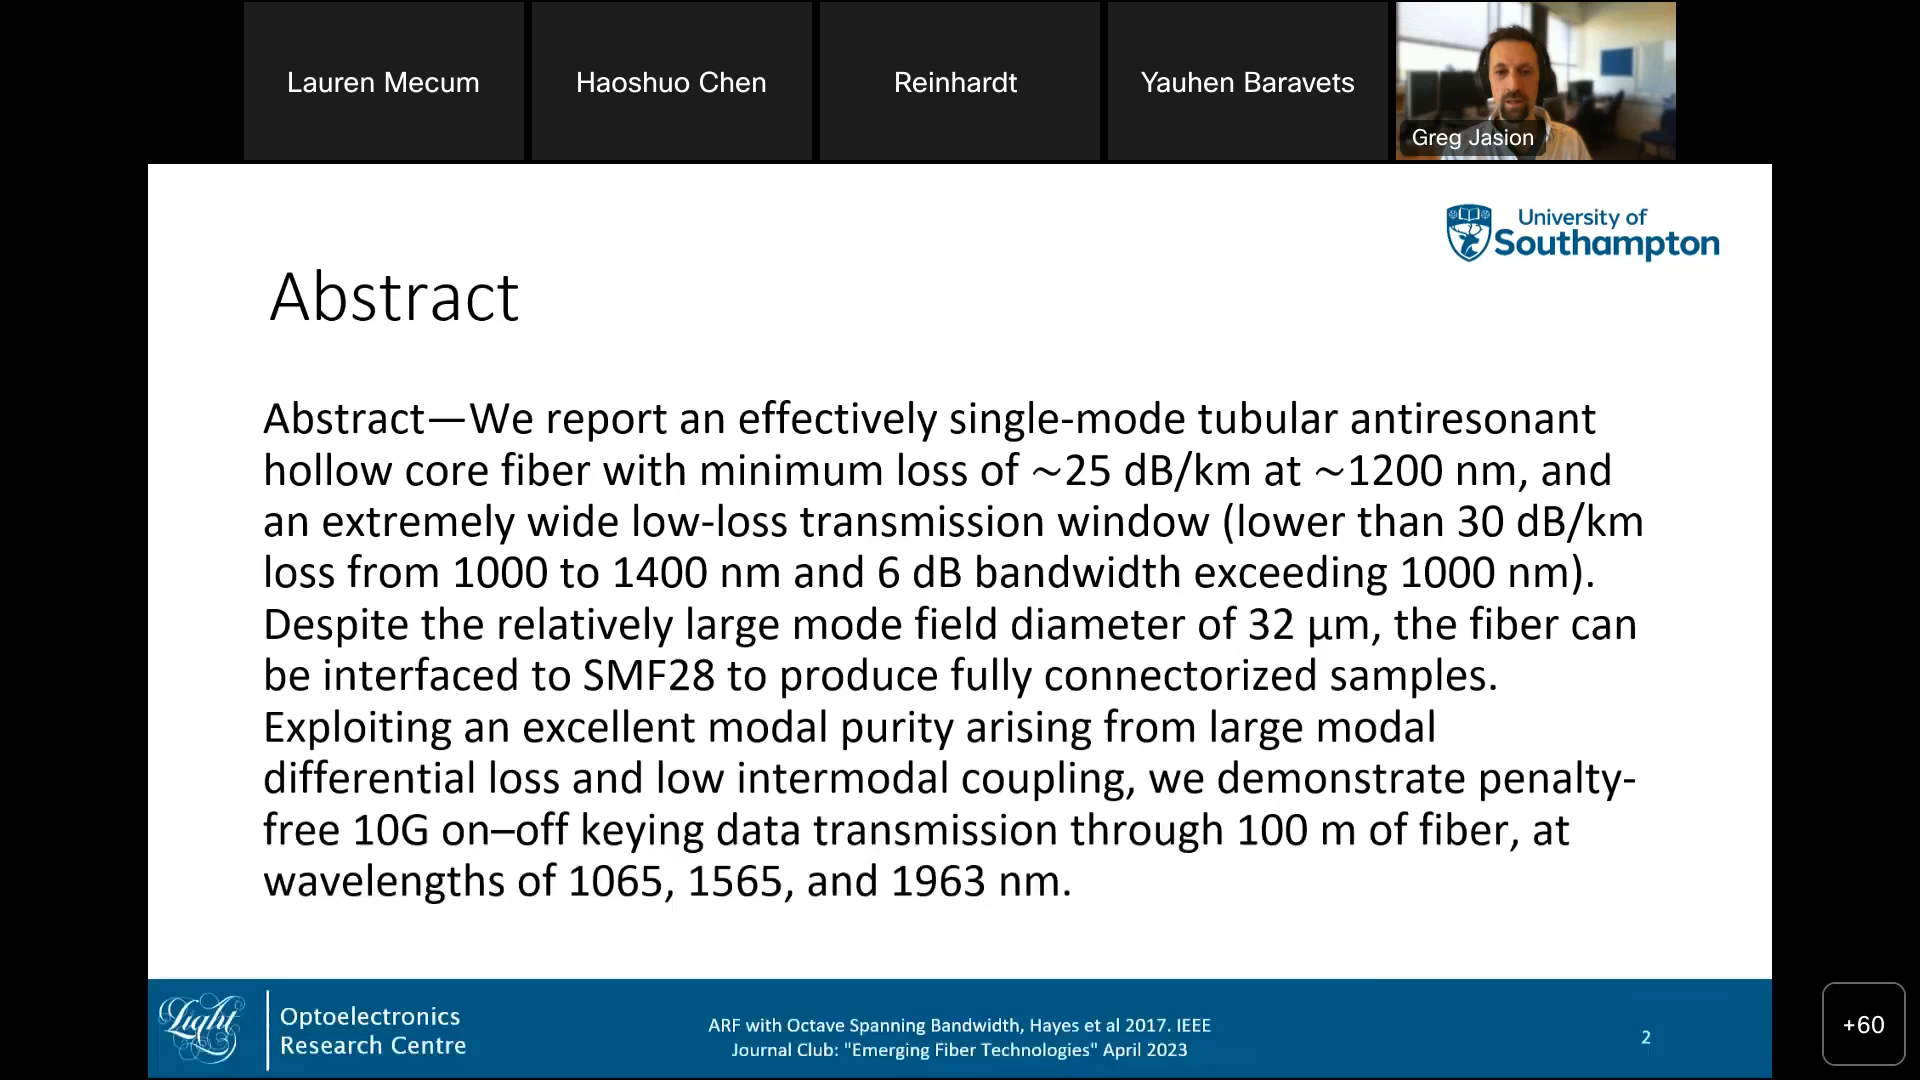 Lauren Mecum
Haoshuo Chen
Reinhardt
Yauhen Baravets
Greg Jasion
University of
Southampton
Abstract
Abstract—We report an effectively single-mode tubular antiresonant
hollow core fiber with minimum loss of ∼25 dB/km at ∼1200 nm, and
an extremely wide low-loss transmission window (lower than 30 dB/km
loss from 1000 to 1400 nm and 6 dB bandwidth exceeding 1000 nm).
Despite the relatively large mode field diameter of 32 μm, the fiber can
be interfaced to SMF28 to produce fully connectorized samples.
Exploiting an excellent modal purity arising from large modal
differential loss and low intermodal coupling, we demonstrate penalty-
free 10G on–off keying data transmission through 100 m of fiber, at
wavelengths of 1065, 1565, and 1963 nm.
Light
Optoelectronics
Research Centre
ARF with Octave Spanning Bandwidth, Hayes et al 2017. IEEE
Journal Club: "Emerging Fiber Technologies" April 2023
2
+60